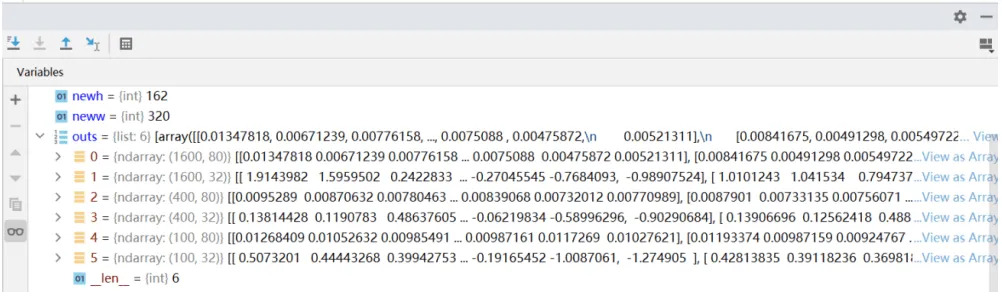 Variables
01 newh = {int} 162
01 neww = {int} 320
outs = {list: 6} [array([[0.01347818, 0.00671239, 0.00776158, ..., 0.0075088 , 0.00475872,\n        0.00521311],\n       [0.00841675, 0.00491298, 0.00549722... View
0 = {ndarray: (1600, 80)} [[0.01347818 0.00671239 0.00776158 ... 0.0075088  0.00475872 0.00521311], [0.00841675 0.00491298 0.00549722 ...View as Array
1 = {ndarray: (1600, 32)} [[ 1.9143982   1.5959502   0.2422833  ... -0.27045545 -0.7684093,  -0.98907524], [ 1.0101243   1.041534    0.794737 ...View as Array
2 = {ndarray: (400, 80)} [[0.0095289  0.00870632 0.00780463 ... 0.00839068 0.00732012 0.00770989], [0.0087901  0.00733135 0.00756071 ...View as Array
3 = {ndarray: (400, 32)} [[ 0.13814428  0.1190783   0.48637605 ... -0.06219834 -0.58996296,  -0.90290684], [ 0.13906696  0.12562418  0.488 ...View as Array
4 = {ndarray: (100, 80)} [[0.01268409 0.01052632 0.00985491 ... 0.00987161 0.0117269  0.01027621], [0.01193374 0.00987159 0.00924767 ...View as Array
5 = {ndarray: (100, 32)} [[ 0.5073201   0.44443268  0.39942753 ... -0.19165452 -1.0087061,  -1.274905  ], [ 0.42813835  0.39118236  0.369818 ...View as Array
01 __len__ = {int} 6